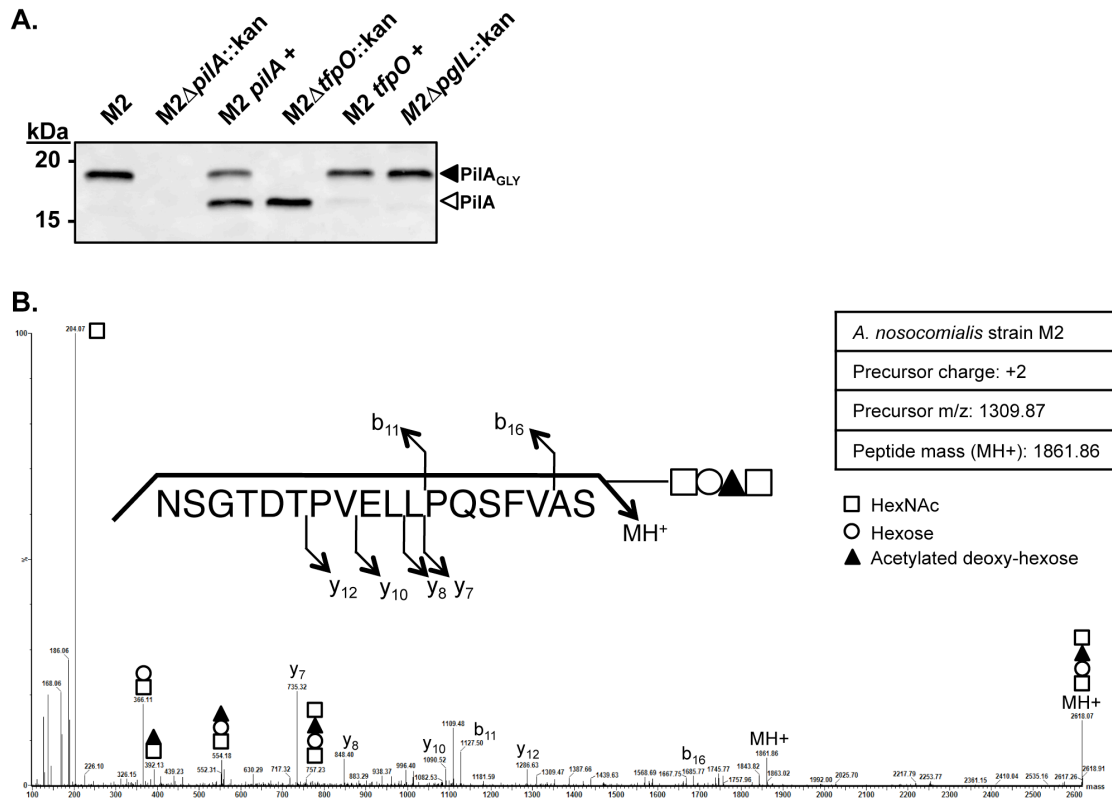 A.
M2
M2ΔpilA::kan
M2 pilA +
M2ΔtfpO::kan
M2 tfpO +
M2ΔpglL::kan
kDa
20
15
PilAGLY
PilA
B.
100
%
204.07
186.06
168.06
b11
b16
NSGTDTPVELLPQSFVAS
MH+
y12
y10
y8
y7
A. nosocomialis strain M2
Precursor charge: +2
Precursor m/z: 1309.87
Peptide mass (MH+): 1861.86
HexNAc
Hexose
Acetylated deoxy-hexose
226.10
326.15
366.11
392.13
439.23
552.31
554.18
630.29
717.32
y7
735.32
757.23
y8
848.40
883.29
938.37
996.40
1082.53
y10
1090.52
1109.48
b11
1127.50
1181.59
y12
1286.63
1309.47
1387.66
1439.63
1568.69
1667.75
b16
1685.77
1745.77
1757.96
1843.82
MH+
1861.86
1863.02
1992.00
2025.70
2217.79
2253.77
2361.15
2410.04
2535.16
2617.26
MH+
2618.07
2618.91
100 200 300 400 500 600 700 800 900 1000 1100 1200 1300 1400 1500 1600 1700 1800 1900 2000 2100 2200 2300 2400 2500 2600 mass